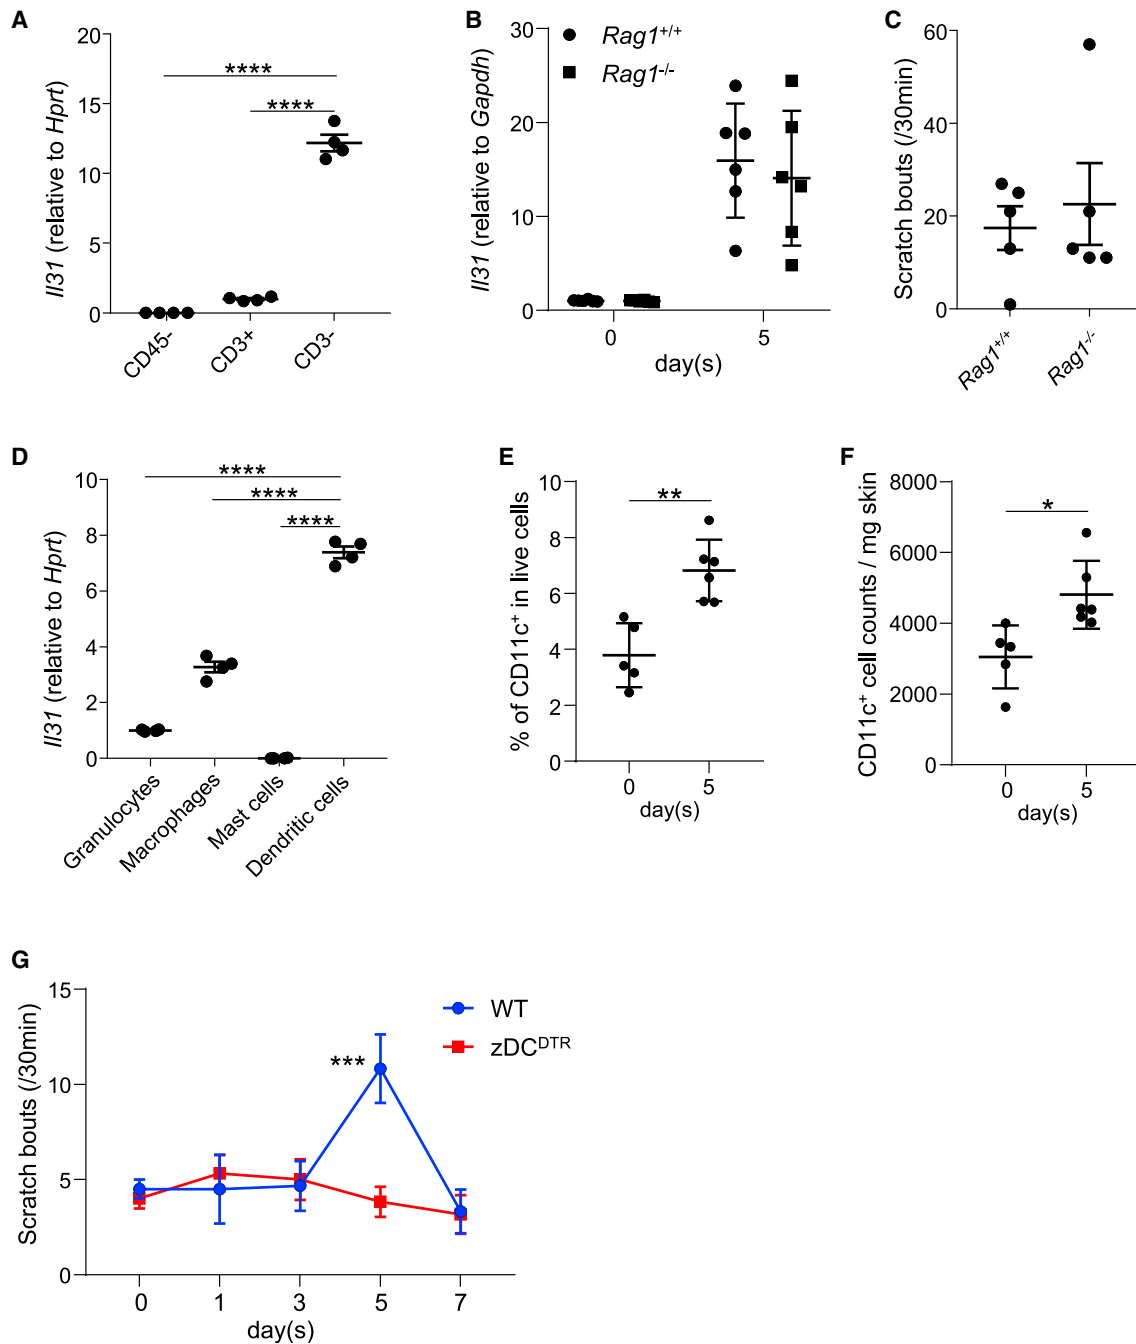 A
Il31 (relative to Hprt)
20
15
10
5
0
****
****
CD45-
CD3+
CD3-
B
Il31 (relative to Gapdh)
30
20
10
0
Rag1+/+
Rag1-/-
0
5
day(s)
C
Scratch bouts (/30min)
60
40
20
0
Rag1+/+
Rag1-/-
D
Il31 (relative to Hprt)
10
8
6
4
2
0
****
****
****
Granulocytes
Macrophages
Mast cells
Dendritic cells
E
% of CD11c+ in live cells
10
8
6
4
2
0
**
0
5
day(s)
F
CD11c+ cell counts / mg skin
8000
6000
4000
2000
0
*
0
5
day(s)
G
Scratch bouts (/30min)
15
10
5
0
***
WT
zDCDTR
0
1
3
5
7
day(s)